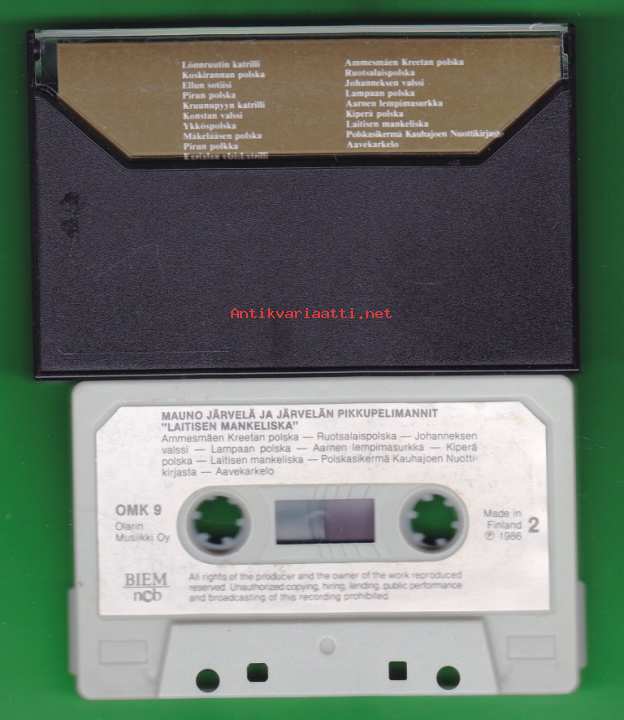 Lönnruutin katrilli
Koskirannan polska
Ellun sotiisi
Pirun polska
Kruunupyyn katrilli
Konstan valssi
Ykköspolska
Mäkelääsen polska
Pirun polkka
Ammesmäen Kreetan polska
Ruotsalaispolska
Johanneksen valssi
Lampaan polska
Aarnen lempimasurkka
Kiperä polska
Laitisen mankeliska
Polskasikermä Kauhajoen Nuottikirjasta
Aavekarkelo
Antikvariaatti.net
MAUNO JÄRVELÄ JA JÄRVELÄN PIKKUPELIMANNIT
"LAITISEN MANKELISKA"
Ammesmäen Kreetan polska — Ruotsalaispolska — Johanneksen
valssi — Lampaan polska — Aarnen lempimasurkka — Kiperä
polska — Laitisen mankeliska — Polskasikermä Kauhajoen Nuotti-
kirjasta — Aavekarkelo
OMK 9
Olarin
Musiikki Oy
Made in
Finland
℗ 1986
2
BIEM
ncb
All rights of the producer and the owner of the work reproduced
reserved. Unauthorized copying, hiring, lending, public performance
and broadcasting of this recording prohibited.